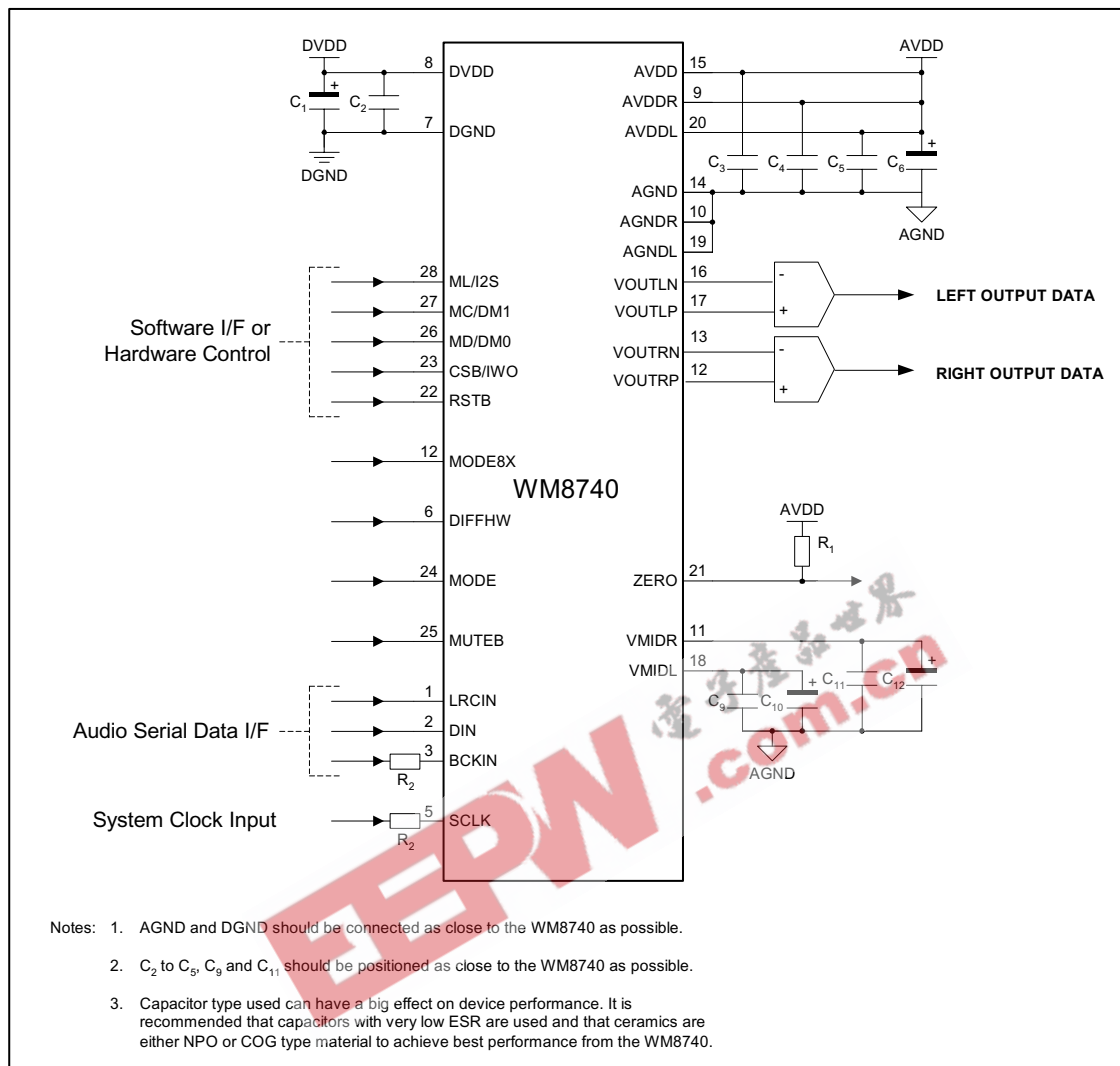 DVDD
AVDD
8
DVDD
AVDD
15
+
C1
C2
AVDDR
9
7
DGND
AVDDL
20
DGND
C3
C4
C5
C6
+
AGND
14
AGNDR
10
AGND
AGNDL
19
28
ML/I2S
VOUTLN
16
-
LEFT OUTPUT DATA
27
MC/DM1
VOUTLP
17
+
Software I/F or
Hardware Control
26
MD/DM0
VOUTRN
13
-
23
CSB/IWO
VOUTRP
12
+
RIGHT OUTPUT DATA
22
RSTB
12
MODE8X
WM8740
6
DIFFHW
AVDD
R1
24
MODE
ZERO
21
25
MUTEB
VMIDR
11
VMIDL
18
+
C9
C10
+
C11
C12
AGND
Audio Serial Data I/F
1
LRCIN
2
DIN
3
BCKIN
R2
System Clock Input
5
SCLK
R2
電子産品世界
EEPW.com.cn
Notes: 1. AGND and DGND should be connected as close to the WM8740 as possible.
2. C2 to C5, C9 and C11 should be positioned as close to the WM8740 as possible.
3. Capacitor type used can have a big effect on device performance. It is
recommended that capacitors with very low ESR are used and that ceramics are
either NPO or COG type material to achieve best performance from the WM8740.